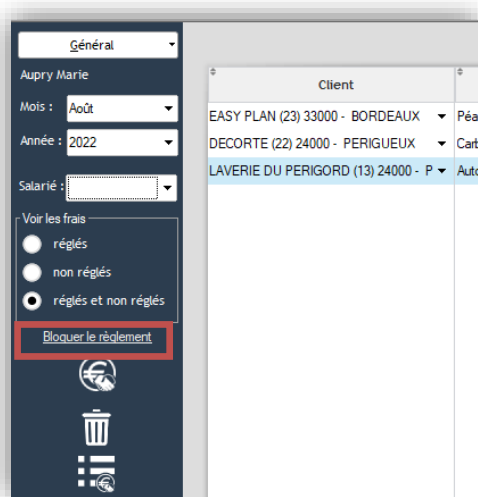 Général
Aupry Marie
Mois : Août
Année : 2022
Salarié :
Voir les frais
réglés
non réglés
réglés et non réglés
Bloquer le règlement
Client
EASY PLAN (23) 33000 - BORDEAUX Péa
DECORTE (22) 24000 - PERIGUEUX Carb
LAVERIE DU PERIGORD (13) 24000 - P Auto